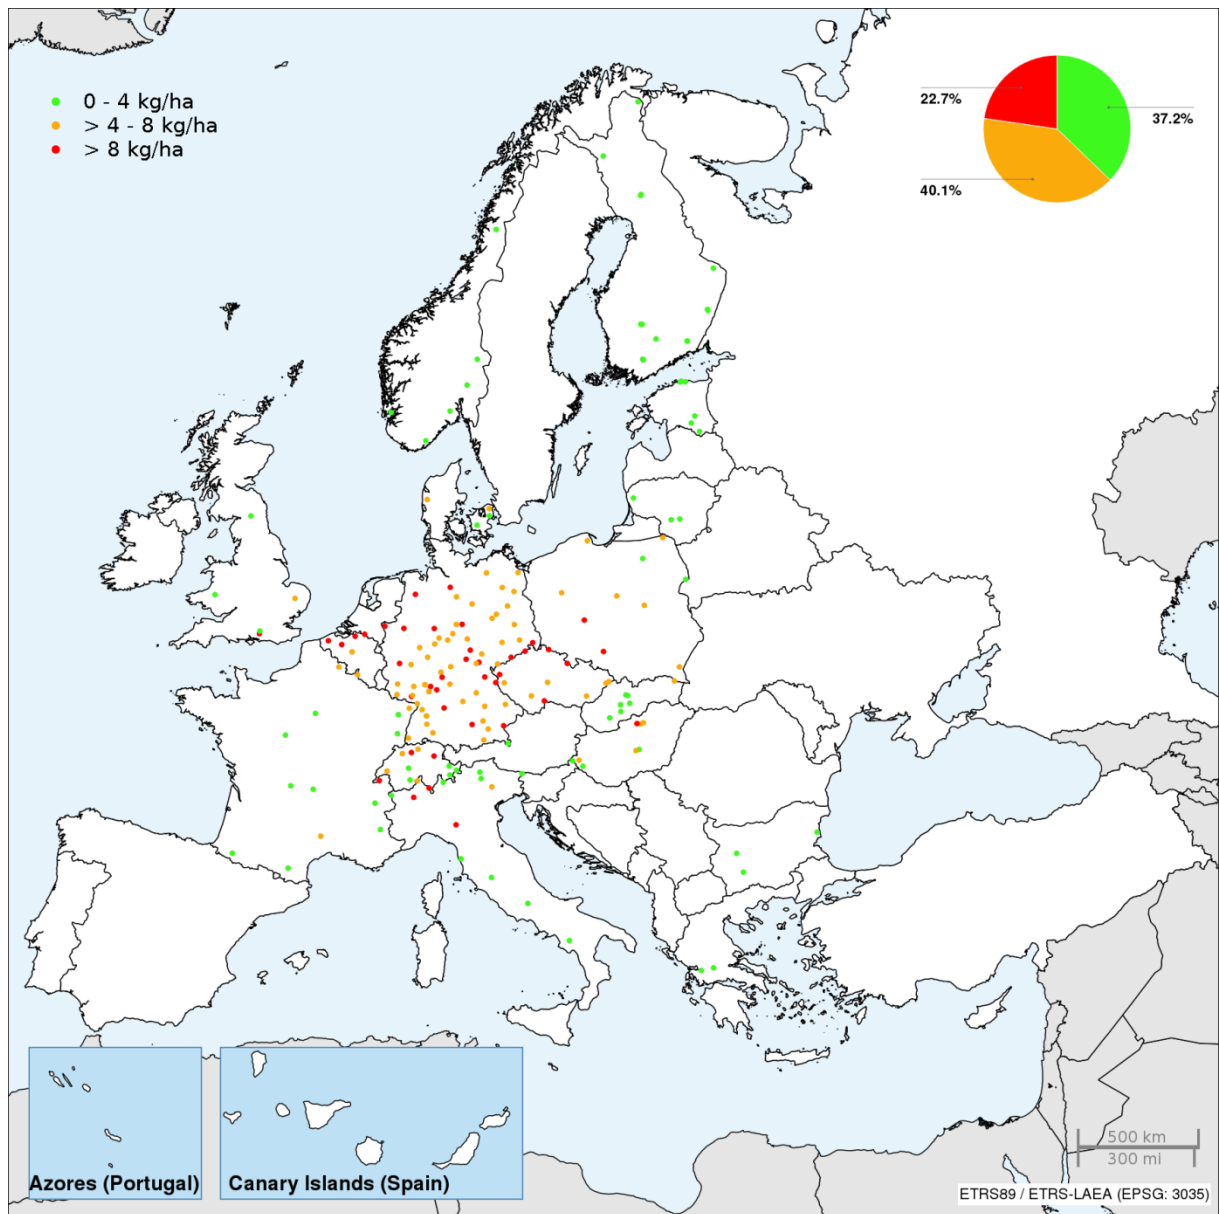 0 - 4 kg/ha
> 4 - 8 kg/ha
> 8 kg/ha
22.7%
37.2%
40.1%
Azores (Portugal)
Canary Islands (Spain)
500 km
300 mi
ETRS89 / ETRS-LAEA (EPSG: 3035)